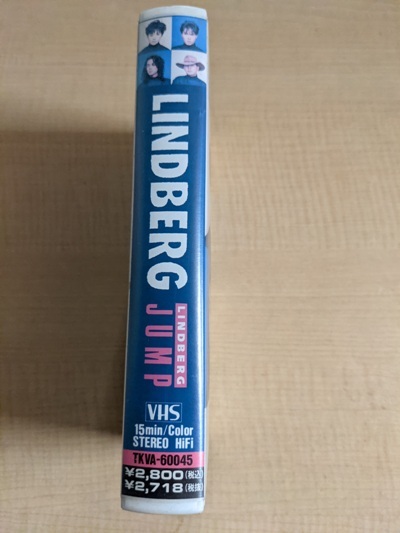 LINDBERG
LINDBERG
JUMP
VHS
15min/Color
STEREO HiFi
TKVA-60045
¥2,800(税込)
¥2,718(税抜)